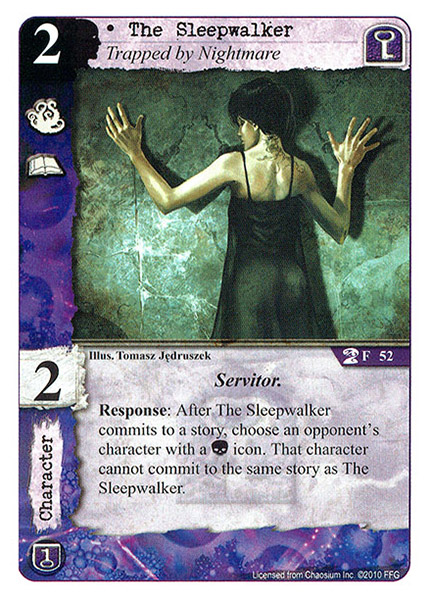 2
• The Sleepwalker
Trapped by Nightmare
Illus. Tomasz Jędruszek
F 52
2
Servitor.
Response: After The Sleepwalker
commits to a story, choose an opponent's
character with a icon. That character
cannot commit to the same story as The
Sleepwalker.
Character
1
Licensed from Chaosium Inc. ©2010 FFG